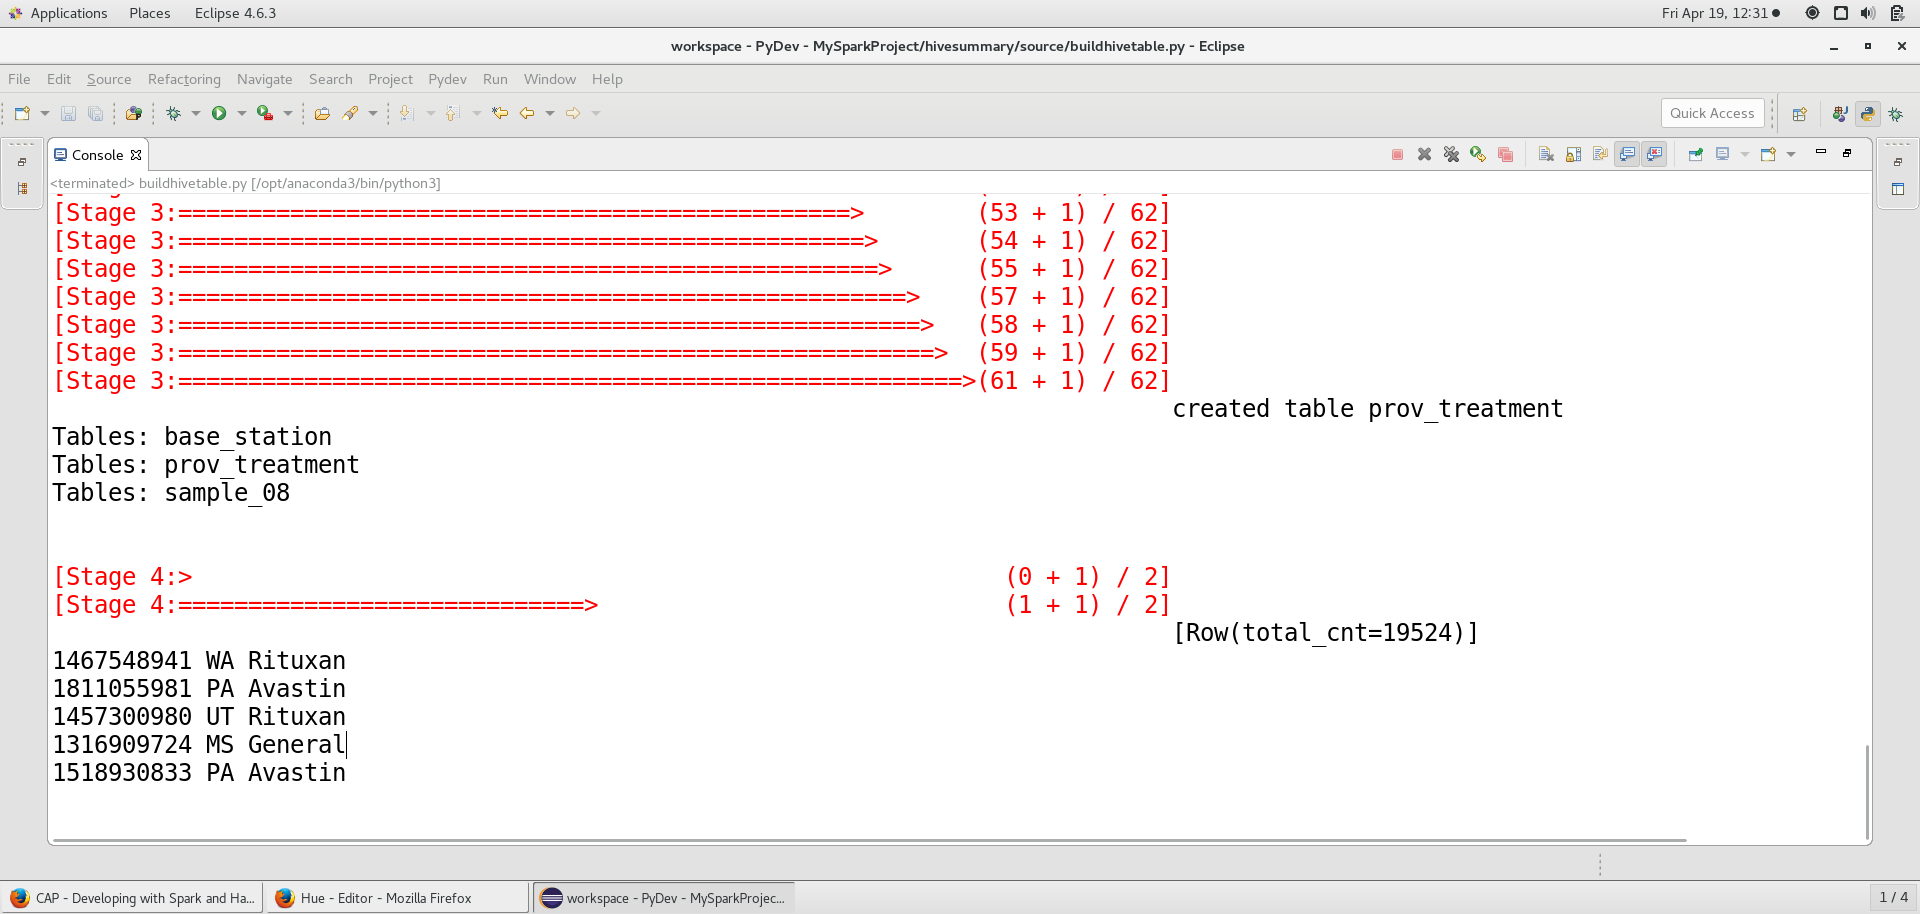 Applications Places Eclipse 4.6.3 Fri Apr 19, 12:31
workspace - PyDev - MySparkProject/hivesummary/source/buildhivetable.py - Eclipse
File Edit Source Refactoring Navigate Search Project Pydev Run Window Help
Quick Access
Console
<terminated> buildhivetable.py [/opt/anaconda3/bin/python3]
[Stage 3:================================================> (53 + 1) / 62]
[Stage 3:=================================================> (54 + 1) / 62]
[Stage 3:==================================================> (55 + 1) / 62]
[Stage 3:====================================================> (57 + 1) / 62]
[Stage 3:=====================================================> (58 + 1) / 62]
[Stage 3:======================================================> (59 + 1) / 62]
[Stage 3:========================================================>(61 + 1) / 62]
created table prov_treatment
Tables: base_station
Tables: prov_treatment
Tables: sample_08
[Stage 4:> (0 + 1) / 2]
[Stage 4:=============================> (1 + 1) / 2]
[Row(total_cnt=19524)]
1467548941 WA Rituxan
1811055981 PA Avastin
1457300980 UT Rituxan
1316909724 MS General
1518930833 PA Avastin
CAP - Developing with Spark and Ha... Hue - Editor - Mozilla Firefox workspace - PyDev - MySparkProjec... 1 / 4